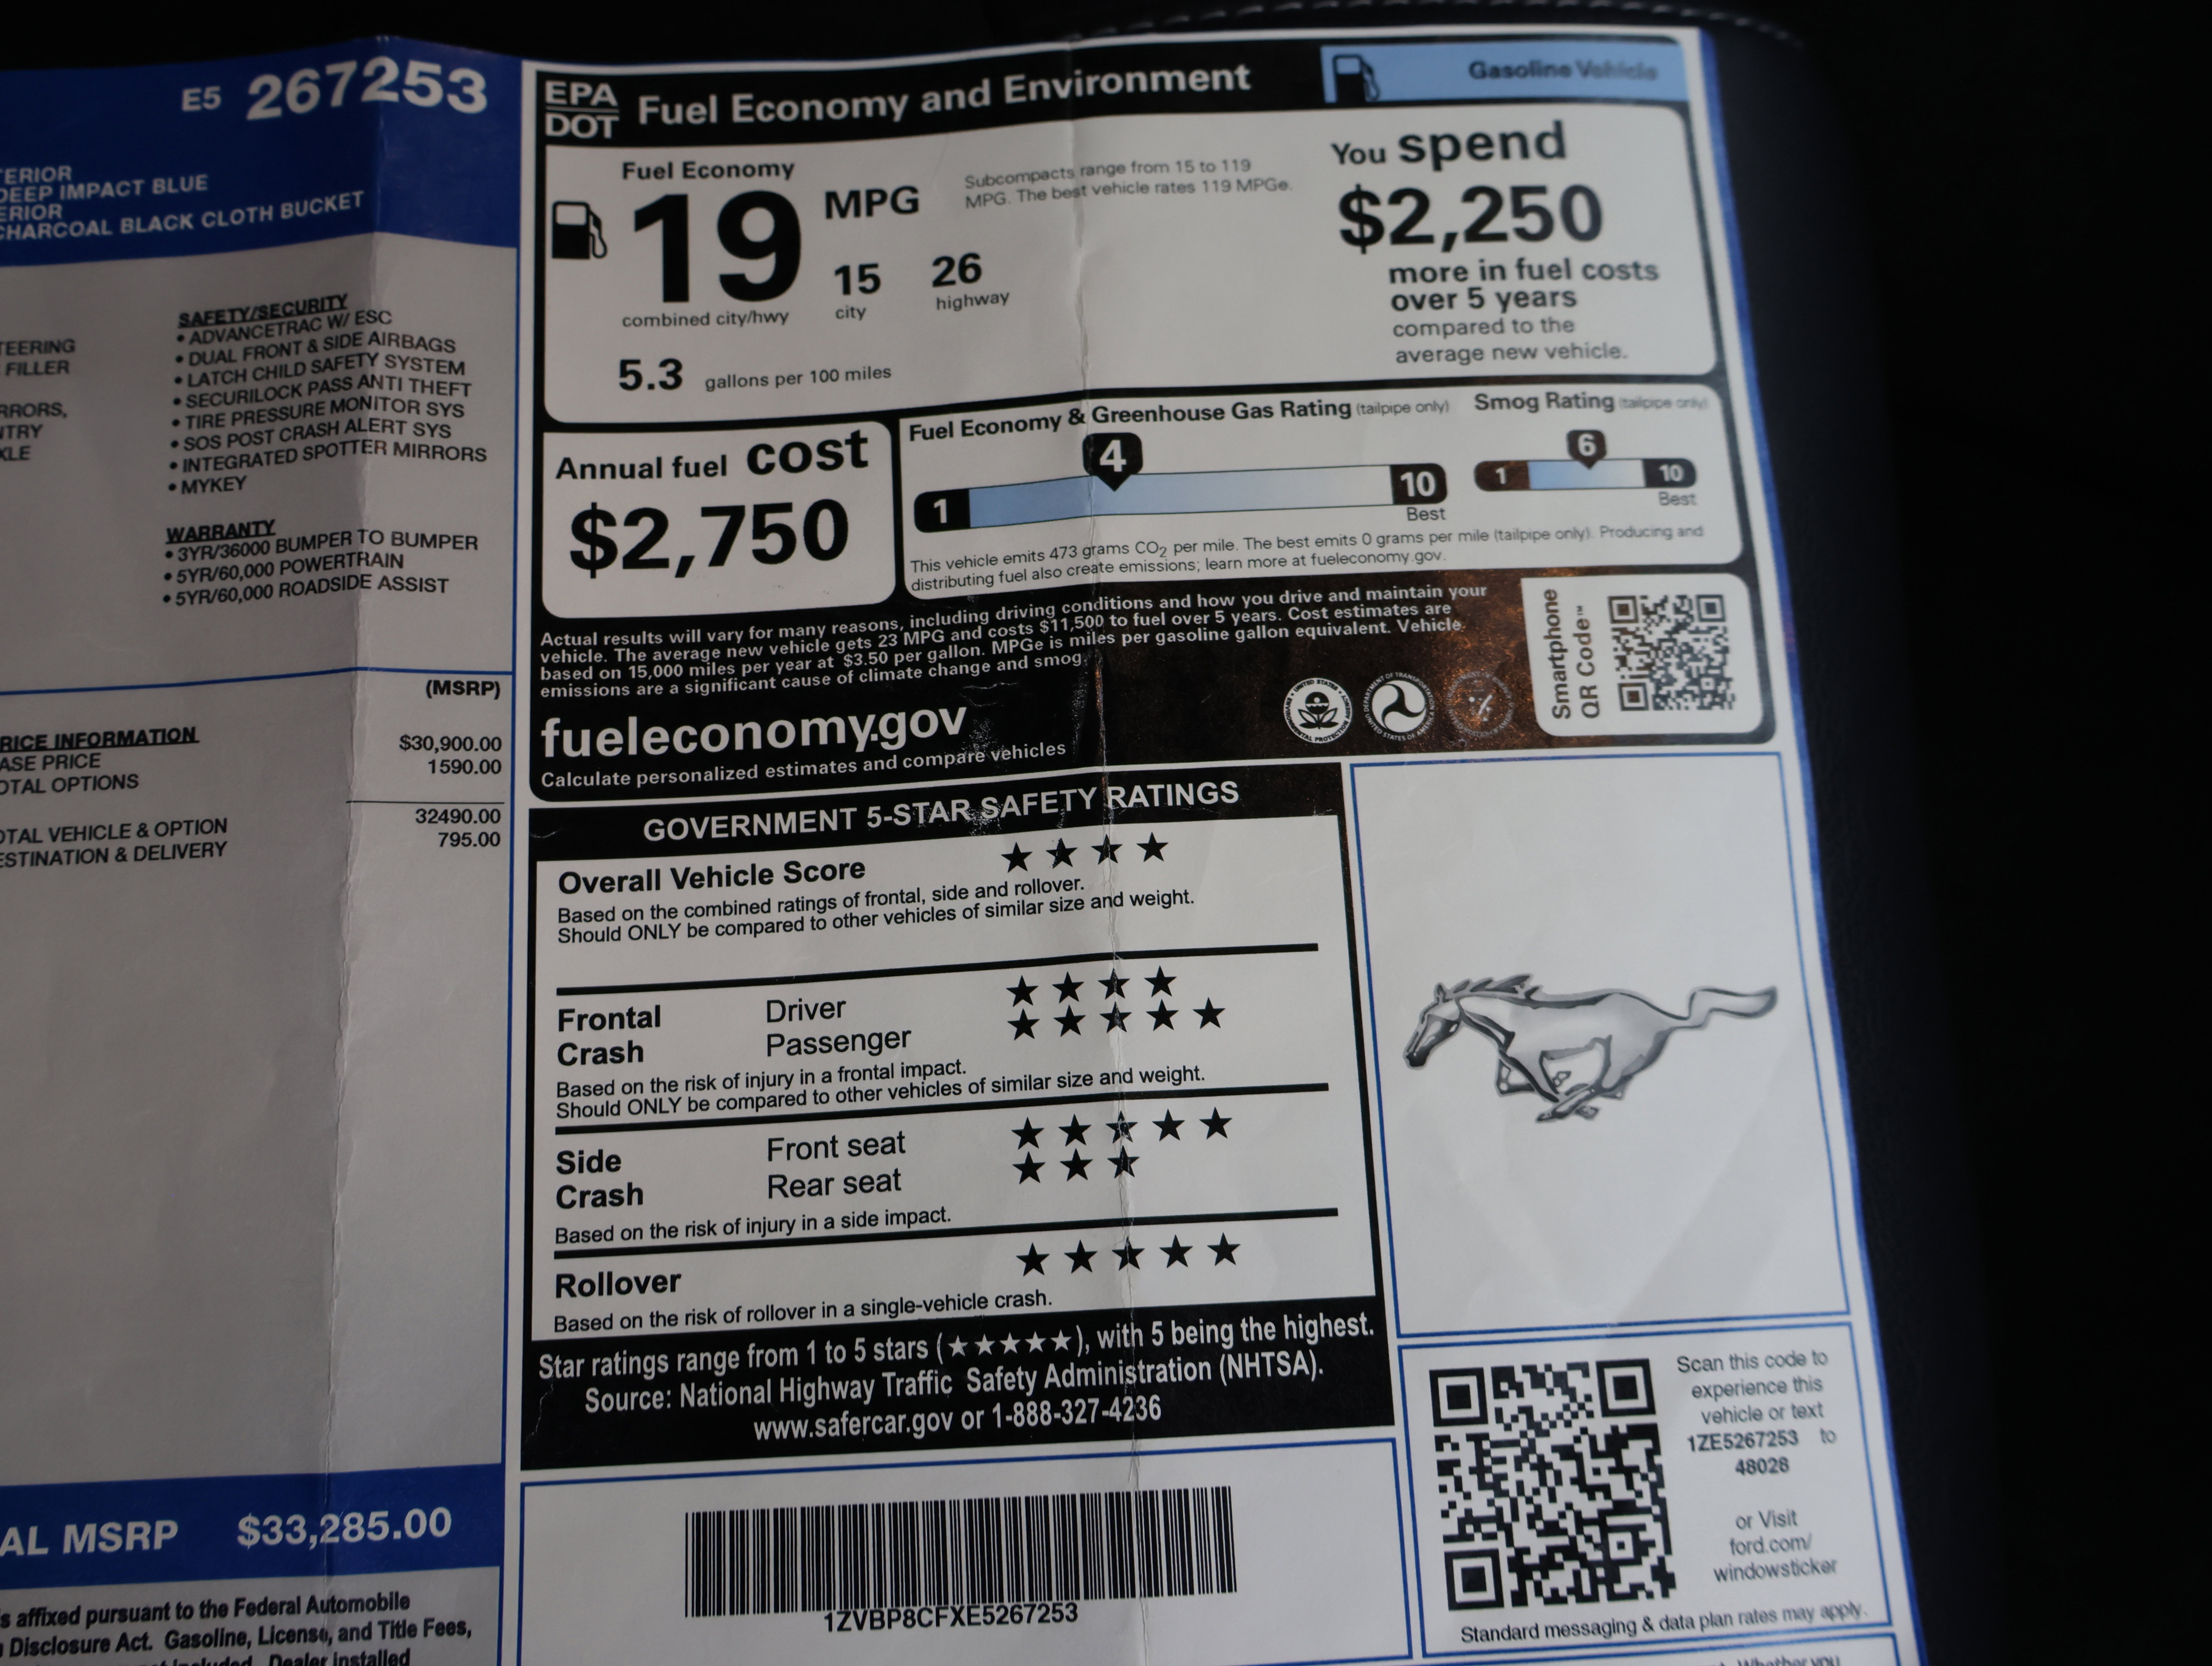 E5 267253
TERIOR
DEEP IMPACT BLUE
ERIOR
CHARCOAL BLACK CLOTH BUCKET
TEERING
FILLER
RRORS,
NTRY
XLE
SAFETY/SECURITY
• ADVANCETRAC W/ ESC
• DUAL FRONT & SIDE AIRBAGS
• LATCH CHILD SAFETY SYSTEM
• SECURILOCK PASS ANTI THEFT
• TIRE PRESSURE MONITOR SYS
• SOS POST CRASH ALERT SYS
• INTEGRATED SPOTTER MIRRORS
• MYKEY
WARRANTY
• 3YR/36000 BUMPER TO BUMPER
• 5YR/60,000 POWERTRAIN
• 5YR/60,000 ROADSIDE ASSIST
(MSRP)
RICE INFORMATION
ASE PRICE $30,900.00
OTAL OPTIONS 1590.00
OTAL VEHICLE & OPTION 32490.00
ESTINATION & DELIVERY 795.00
AL MSRP $33,285.00
s affixed pursuant to the Federal Automobile
Disclosure Act. Gasoline, License, and Title Fees,
not included. Dealer installed
EPA
DOT
Fuel Economy and Environment
Gasoline Vehicle
Fuel Economy
19 MPG
combined city/hwy
15
city
26
highway
5.3 gallons per 100 miles
Subcompacts range from 15 to 119
MPG. The best vehicle rates 119 MPGe.
You spend
$2,250
more in fuel costs
over 5 years
compared to the
average new vehicle.
Annual fuel cost
$2,750
Fuel Economy & Greenhouse Gas Rating (tailpipe only)
4
1
10
Best
Smog Rating (tailpipe only)
6
1
10
Best
This vehicle emits 473 grams CO2 per mile. The best emits 0 grams per mile (tailpipe only). Producing and
distributing fuel also create emissions; learn more at fueleconomy.gov.
Actual results will vary for many reasons, including driving conditions and how you drive and maintain your
vehicle. The average new vehicle gets 23 MPG and costs $11,500 to fuel over 5 years. Cost estimates are
based on 15,000 miles per year at $3.50 per gallon. MPGe is miles per gasoline gallon equivalent. Vehicle
emissions are a significant cause of climate change and smog.
fueleconomy.gov
Calculate personalized estimates and compare vehicles
Smartphone
QR Code™
GOVERNMENT 5-STAR SAFETY RATINGS
Overall Vehicle Score ★★★★
Based on the combined ratings of frontal, side and rollover.
Should ONLY be compared to other vehicles of similar size and weight.
Frontal Crash
Driver ★★★★
Passenger ★★★★★
Based on the risk of injury in a frontal impact.
Should ONLY be compared to other vehicles of similar size and weight.
Side Crash
Front seat ★★★★★
Rear seat ★★★
Based on the risk of injury in a side impact.
Rollover ★★★★★
Based on the risk of rollover in a single-vehicle crash.
Star ratings range from 1 to 5 stars (★★★★★), with 5 being the highest.
Source: National Highway Traffic Safety Administration (NHTSA).
www.safercar.gov or 1-888-327-4236
1ZVBP8CFXE5267253
Scan this code to
experience this
vehicle or text
1ZE5267253 to
48028
or Visit
ford.com/
windowsticker
Standard messaging & data plan rates may apply.
Whether you